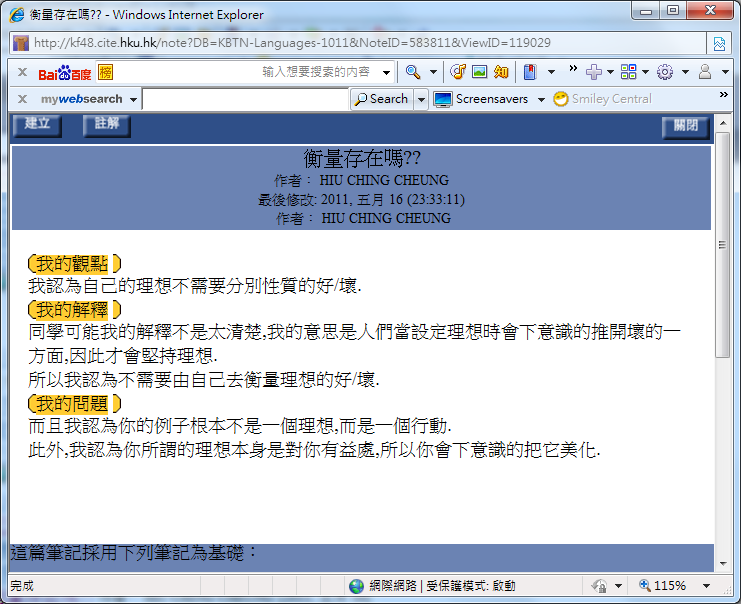 衡量存在嗎?? - Windows Internet Explorer
http://kf48.cite.hku.hk/note?DB=KBTN-Languages-1011&NoteID=583811&ViewID=119029
x Bai百度 榜 输入想要搜索的内容 知 »
x mywebsearch Search Screensavers Smiley Central »
建立 註解 關閉
衡量存在嗎??
作者： HIU CHING CHEUNG
最後修改: 2011, 五月 16 (23:33:11)
作者： HIU CHING CHEUNG
(我的觀點 )
我認為自己的理想不需要分別性質的好/壞.
(我的解釋 )
同學可能我的解釋不是太清楚,我的意思是人們當設定理想時會下意識的推開壞的一
方面,因此才會堅持理想.
所以我認為不需要由自己去衡量理想的好/壞.
(我的問題 )
而且我認為你的例子根本不是一個理想,而是一個行動.
此外,我認為你所謂的理想本身是對你有益處,所以你會下意識的把它美化.
這篇筆記採用下列筆記為基礎：
完成 網際網路 | 受保護模式: 啟動 115%